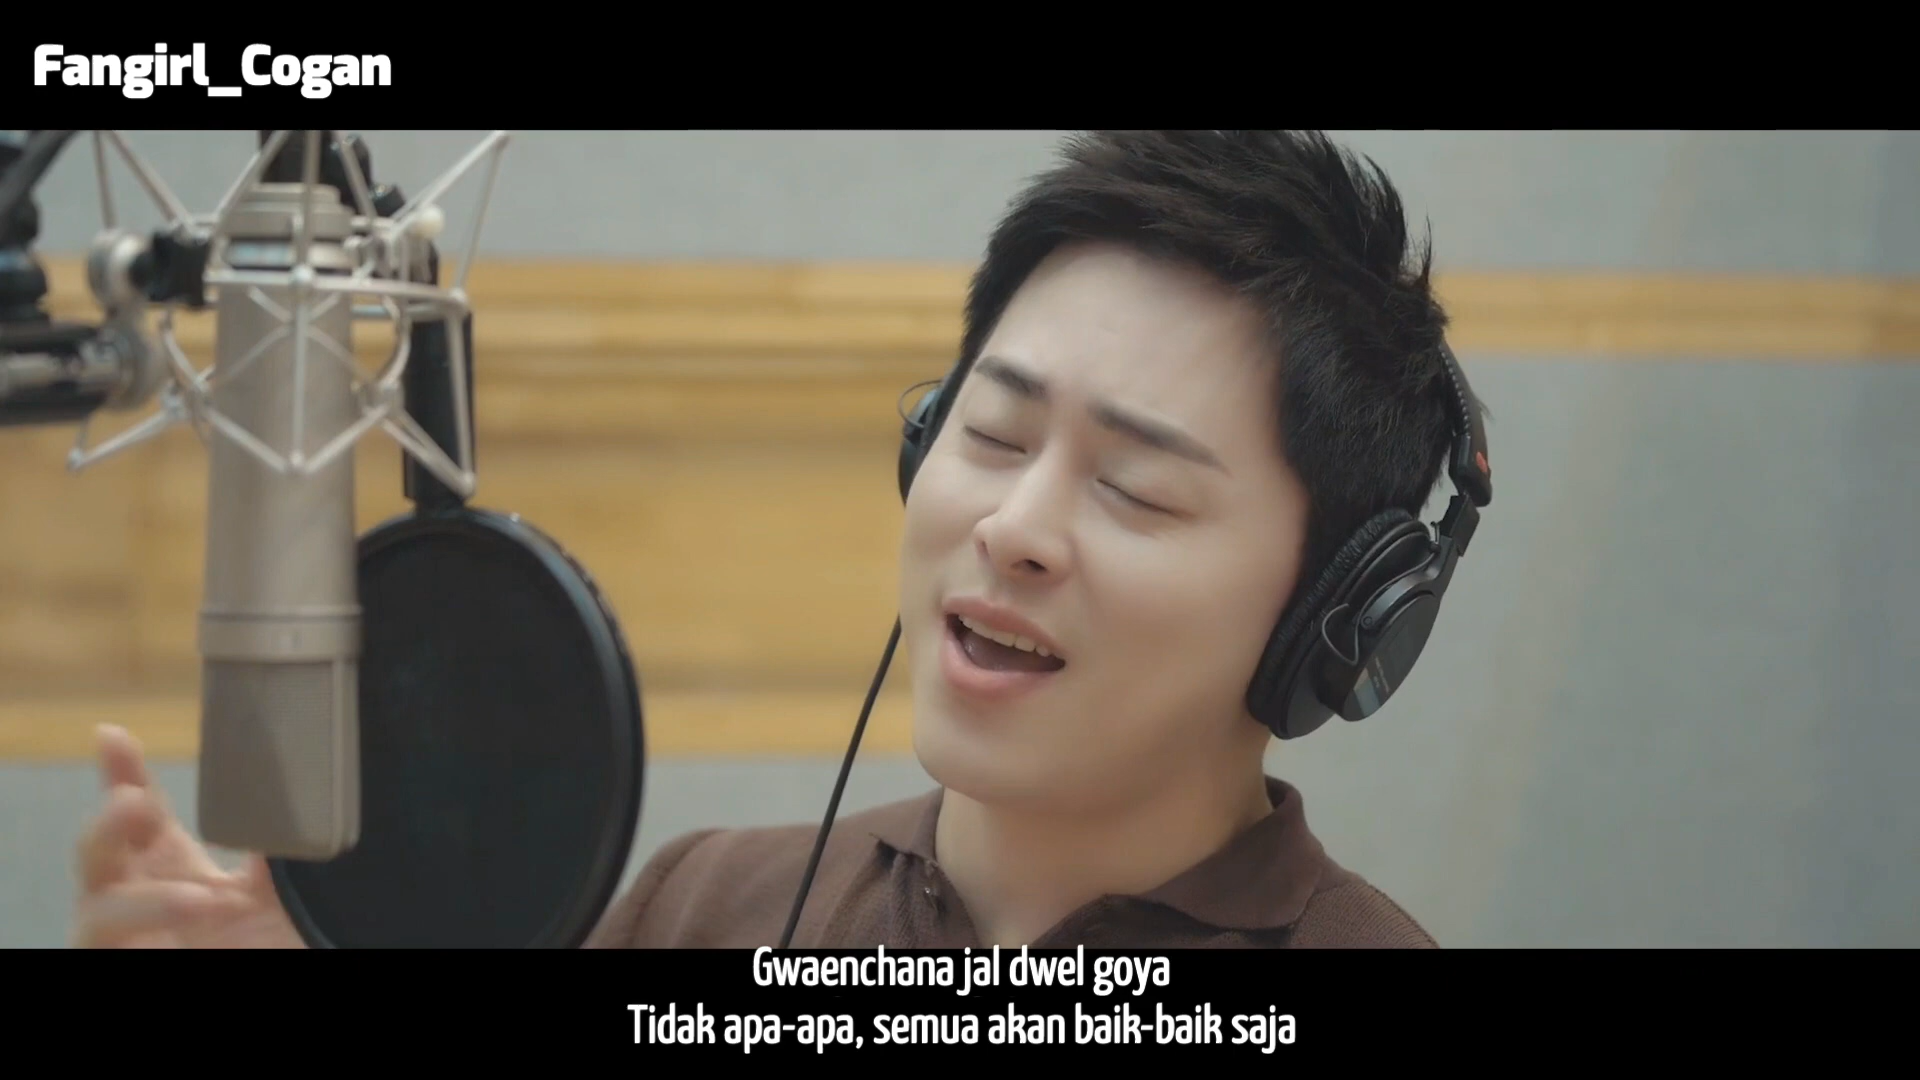 Fangirl_Cogan
Gwaenchana jal dwel goya
Tidak apa-apa, semua akan baik-baik saja